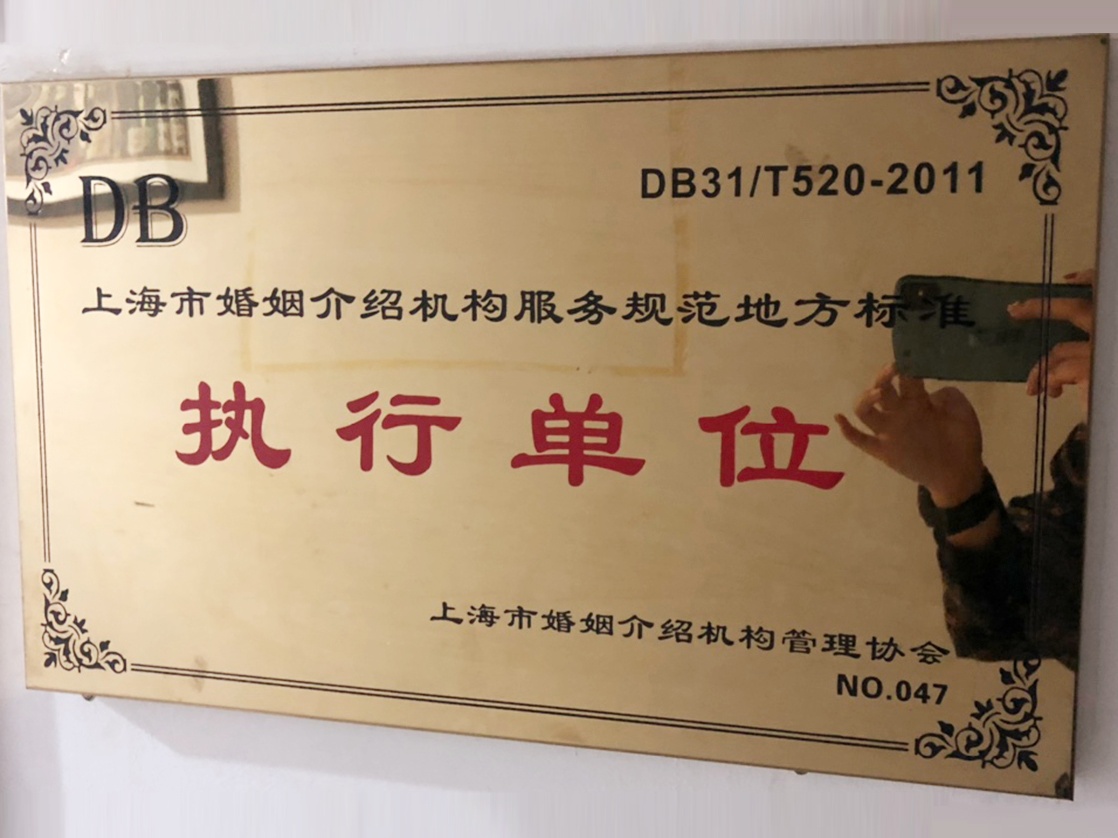 DB
DB31/T520-2011
上海市婚姻介绍机构服务规范地方标准
执行单位
上海市婚姻介绍机构管理协会
NO.047